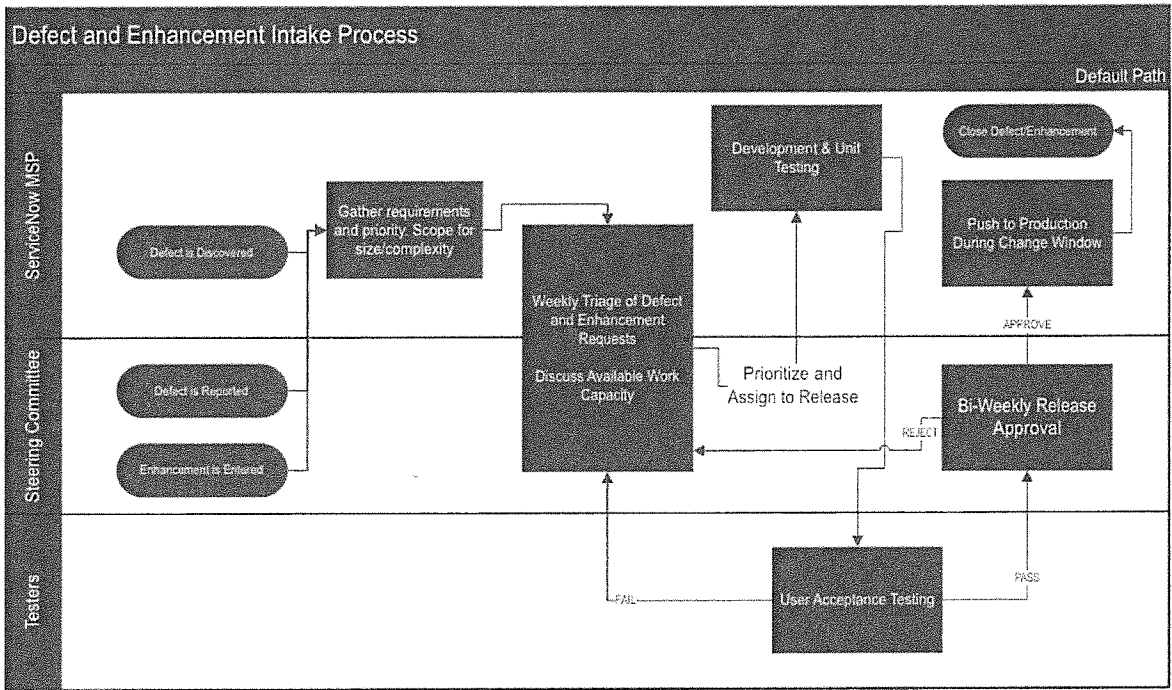 Defect and Enhancement Intake Process
Default Path
ServiceNow MSP
Defect is Discovered
Gather requirements
and priority. Scope for
size/complexity
Weekly Triage of Defect
and Enhancement
Requests
Discuss Available Work
Capacity
Development & Unit
Testing
Close Defect/Enhancement
Push to Production
During Change Window
APPROVE
Steering Committee
Defect is Reported
Enhancement is Entered
Prioritize and
Assign to Release
REJECT
Bi-Weekly Release
Approval
Testers
FAIL
User Acceptance Testing
PASS